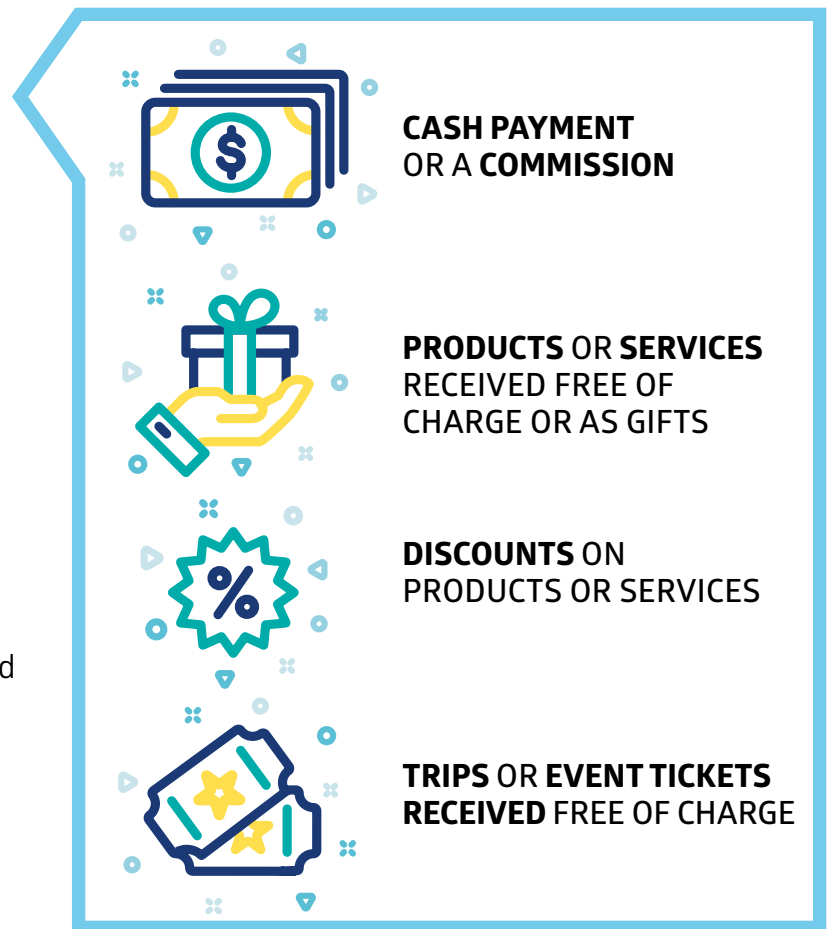 CASH PAYMENT
OR A COMMISSION
PRODUCTS OR SERVICES
RECEIVED FREE OF
CHARGE OR AS GIFTS
DISCOUNTS ON
PRODUCTS OR SERVICES
d
TRIPS OR EVENT TICKETS
RECEIVED FREE OF CHARGE